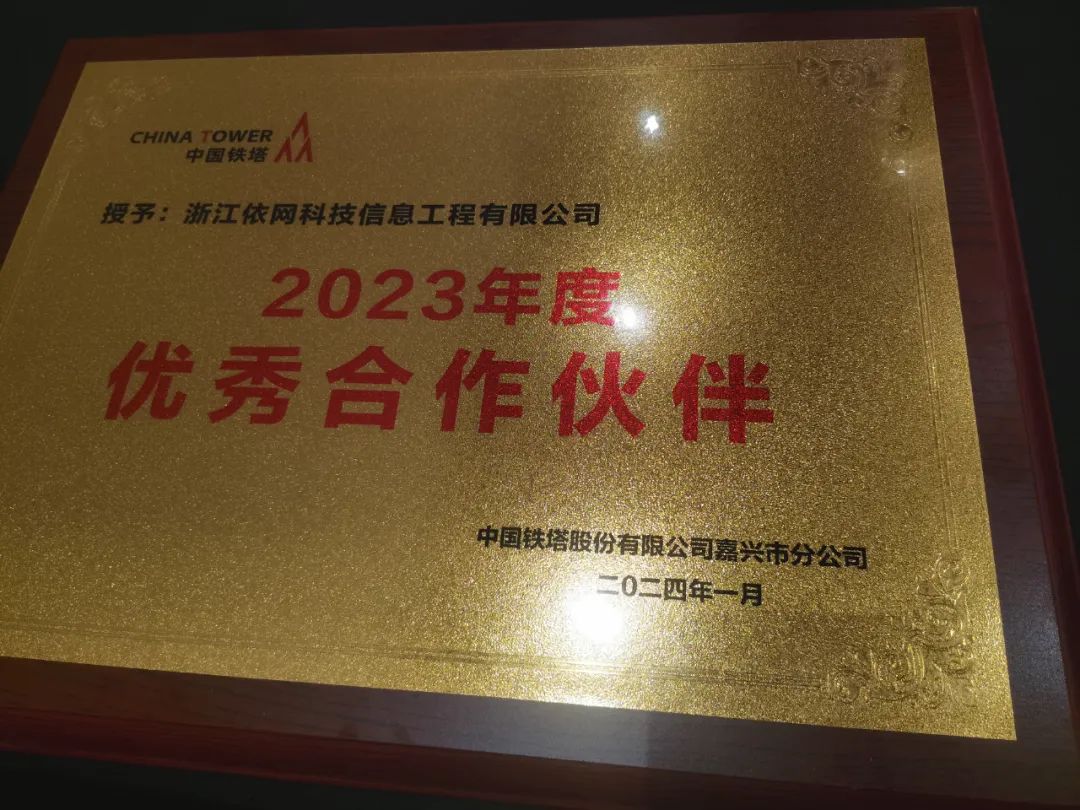 CHINA TOWER
中国铁塔
授予：浙江依网科技信息工程有限公司
2023年度
优秀合作伙伴
中国铁塔股份有限公司嘉兴市分公司
二0二四年一月